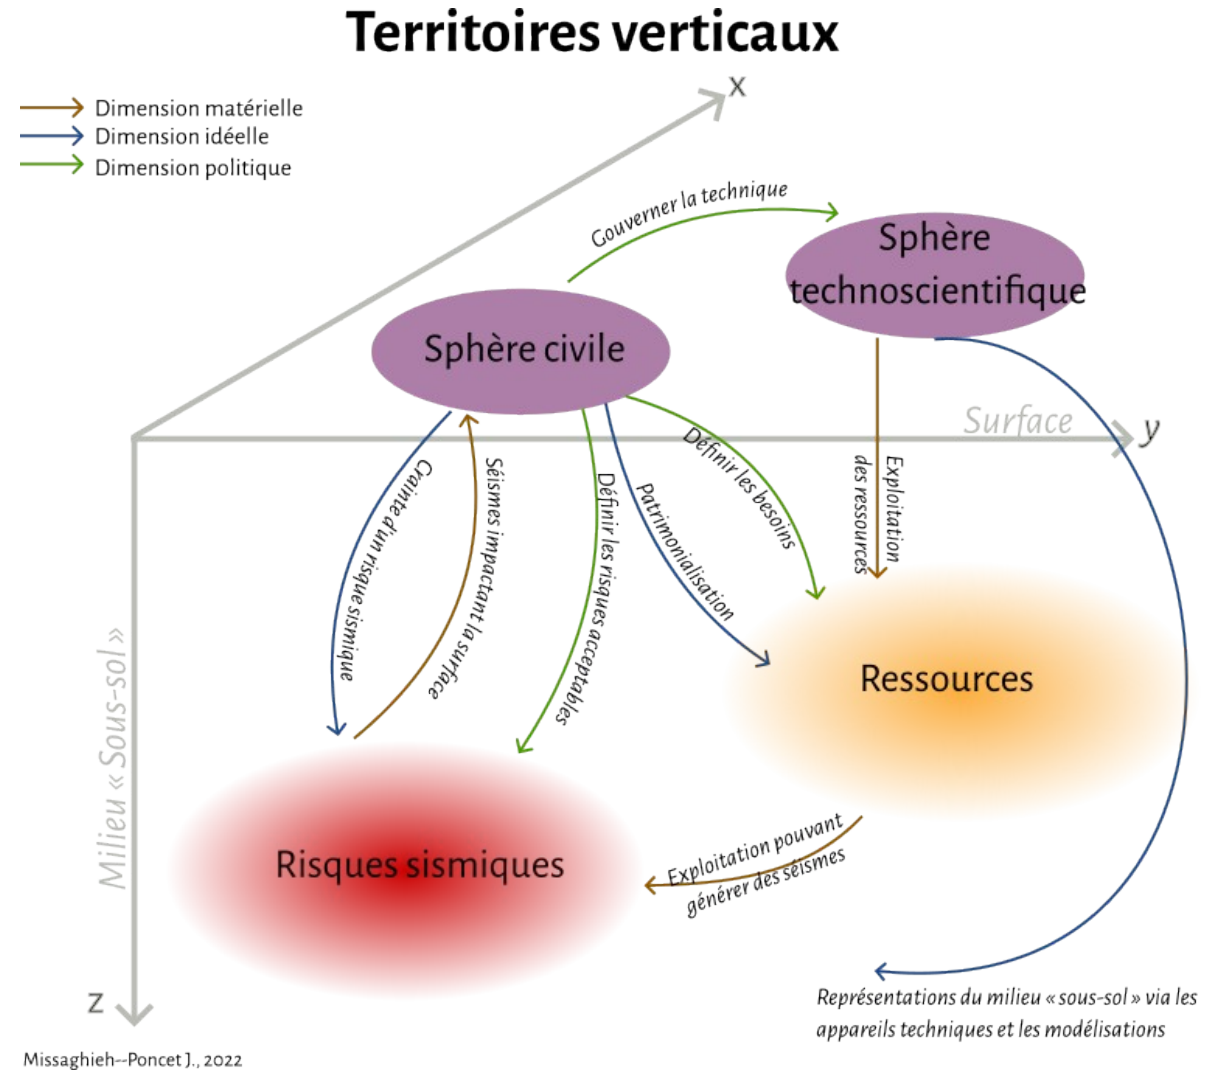 Territoires verticaux
x
Dimension matérielle
Dimension idéelle
Dimension politique
Gouverner la technique
Sphère
technoscientifique
Sphère civile
Surface
y
Crainte d'un risque sismique
Séismes impactant la surface
Définir les risques acceptables
Patrimonialisation
Définir les besoins
Exploitation
des ressources
Milieu « Sous-sol »
Ressources
Risques sismiques
Exploitation pouvant
générer des séismes
z
Représentations du milieu « sous-sol » via les
appareils techniques et les modélisations
Missaghieh--Poncet J., 2022